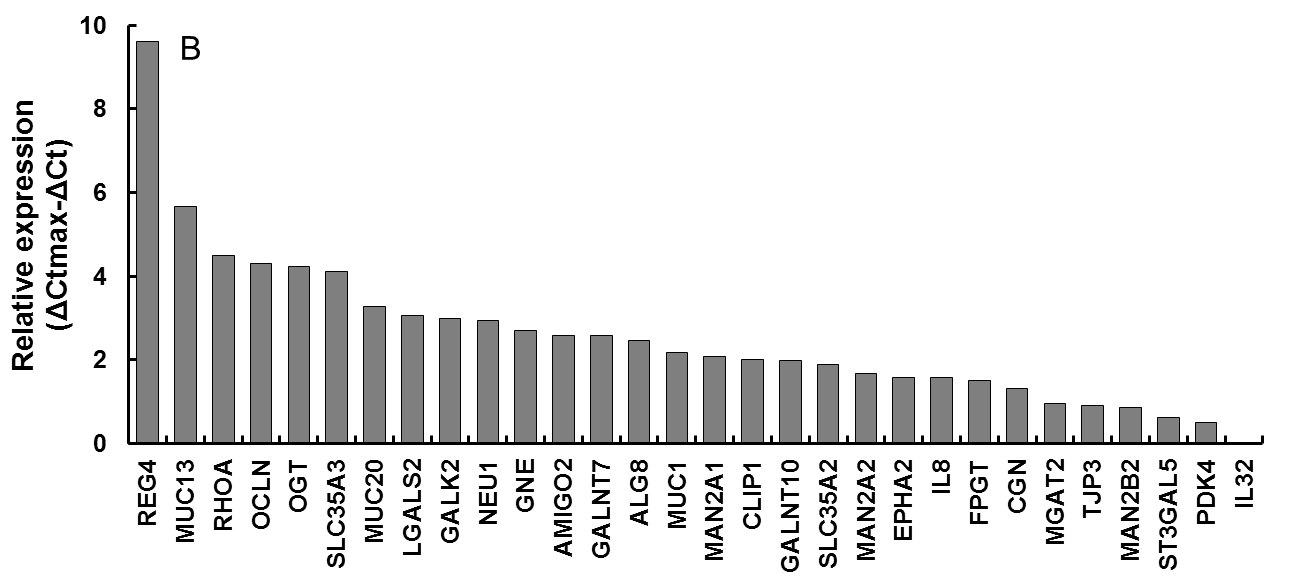 B
Relative expression
(ΔCtmax-ΔCt)
10
8
6
4
2
0
REG4
MUC13
RHOA
OCLN
OGT
SLC35A3
MUC20
LGALS2
GALK2
NEU1
GNE
AMIGO2
GALNT7
ALG8
MUC1
MAN2A1
CLIP1
GALNT10
SLC35A2
MAN2A2
EPHA2
IL8
FPGT
CGN
MGAT2
TJP3
MAN2B2
ST3GAL5
PDK4
IL32